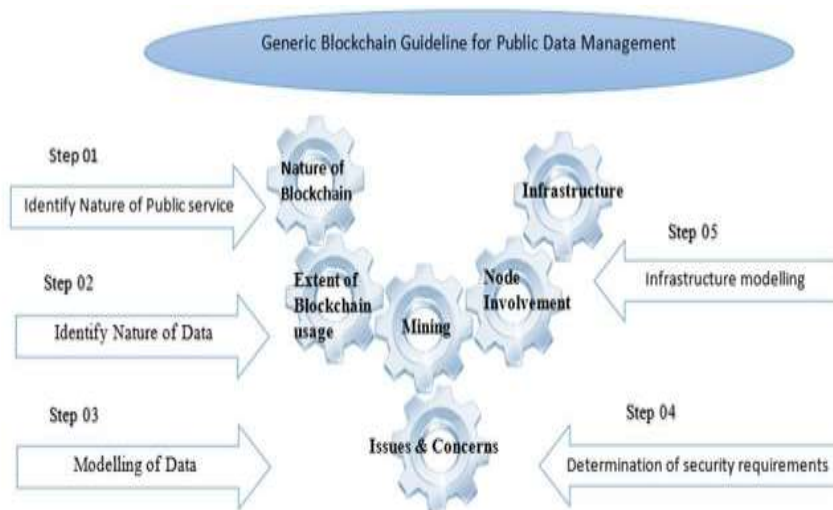 Generic Blockchain Guideline for Public Data Management
Step 01
Identify Nature of Public service
Nature of
Blockchain
Infrastructure
Step 02
Identify Nature of Data
Extent of
Blockchain
usage
Mining
Node
Involvement
Step 05
Infrastructure modelling
Step 03
Modelling of Data
Issues & Concerns
Step 04
Determination of security requirements